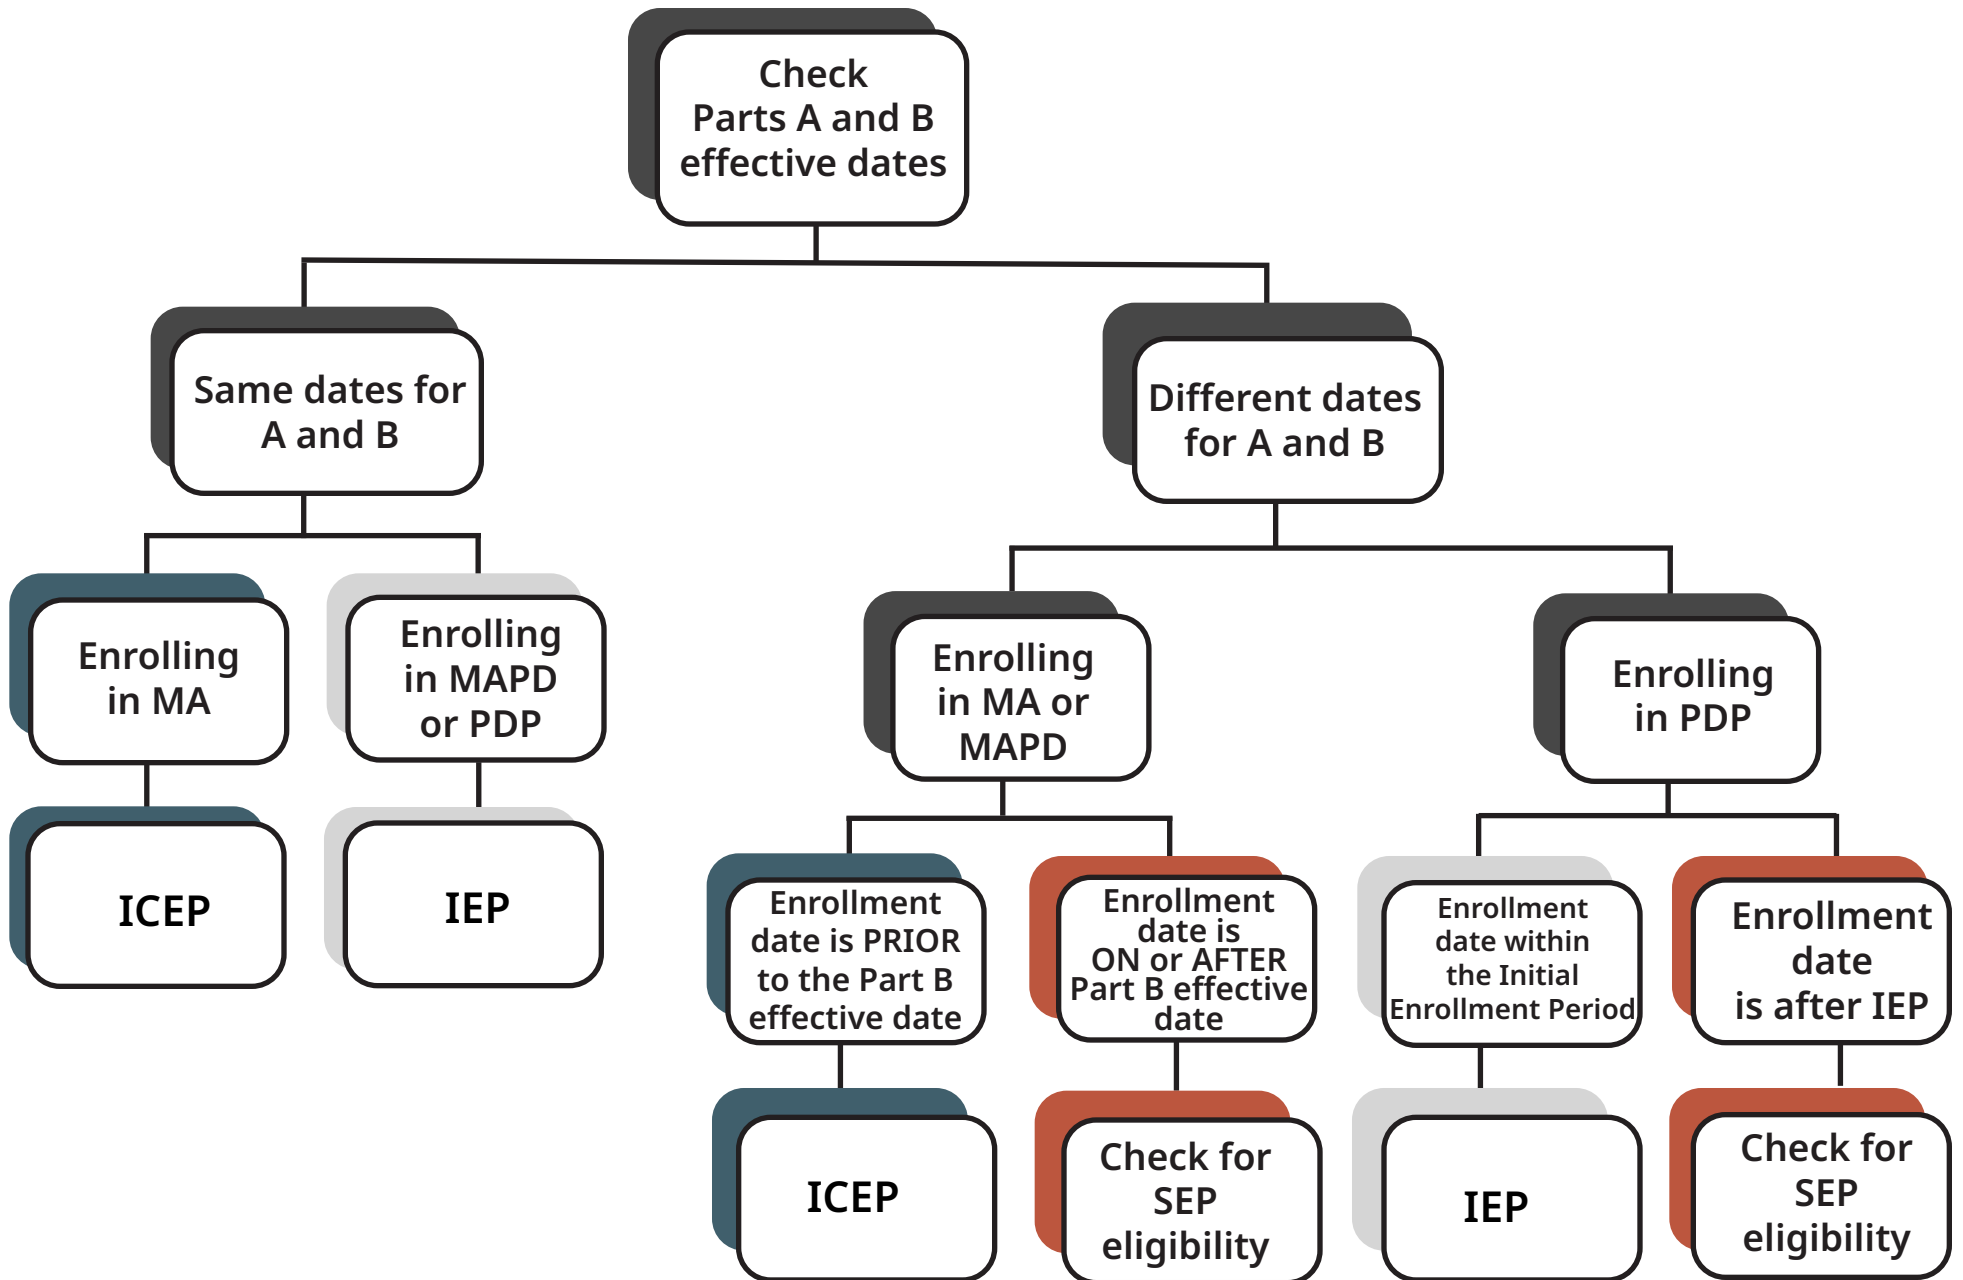 Check
Parts A and B
effective dates
Same dates for
A and B
Different dates
for A and B
Enrolling
in MA
Enrolling
in MAPD
or PDP
Enrolling
in MA or
MAPD
Enrolling
in PDP
ICEP
IEP
Enrollment
date is PRIOR
to the Part B
effective date
Enrollment
date is
ON or AFTER
Part B effective
date
Enrollment
date within
the Initial
Enrollment Period
Enrollment
date
is after IEP
ICEP
Check for
SEP
eligibility
IEP
Check for
SEP
eligibility